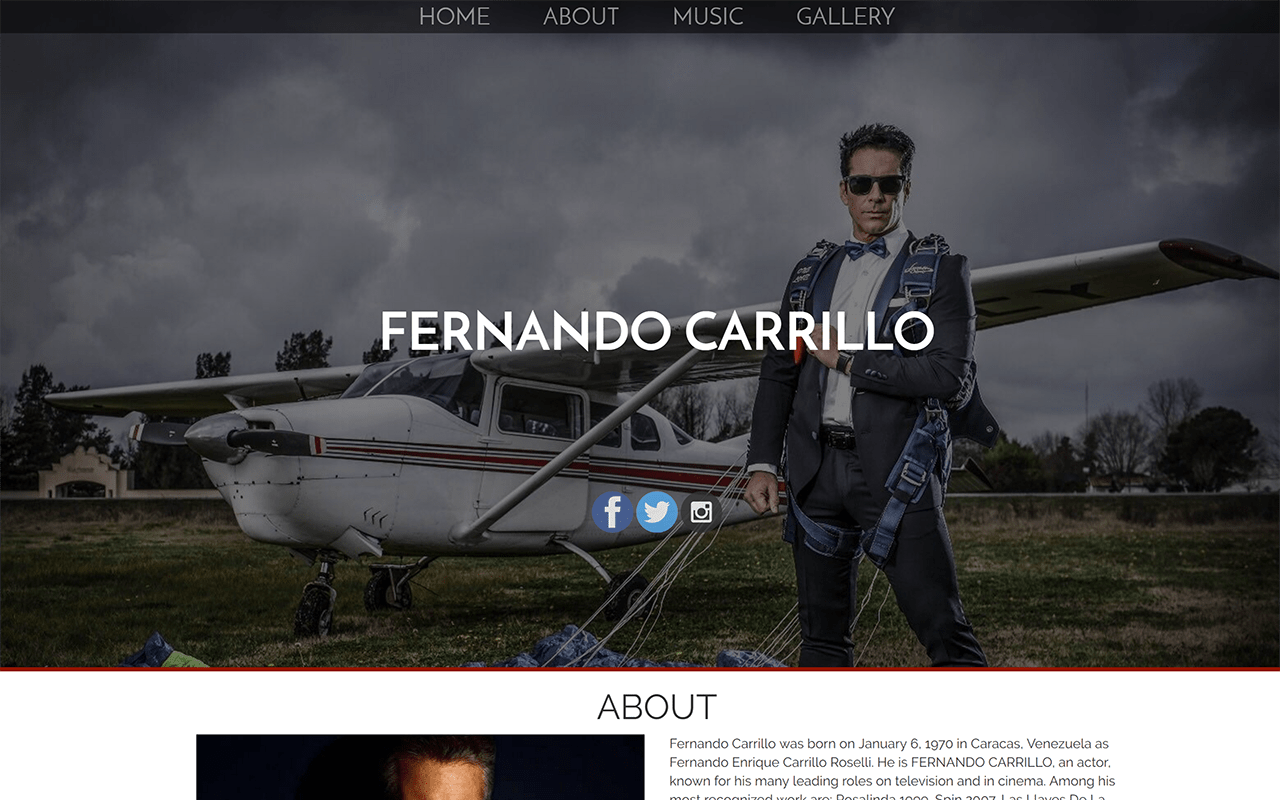 HOME ABOUT MUSIC GALLERY
FERNANDO CARRILLO
ABOUT
Fernando Carrillo was born on January 6, 1970 in Caracas, Venezuela as
Fernando Enrique Carrillo Roselli. He is FERNANDO CARRILLO, an actor,
known for his many leading roles on television and in cinema. Among his
most recognized work are: Rosalinda 1999, Spin 2007, Las Llaves De La